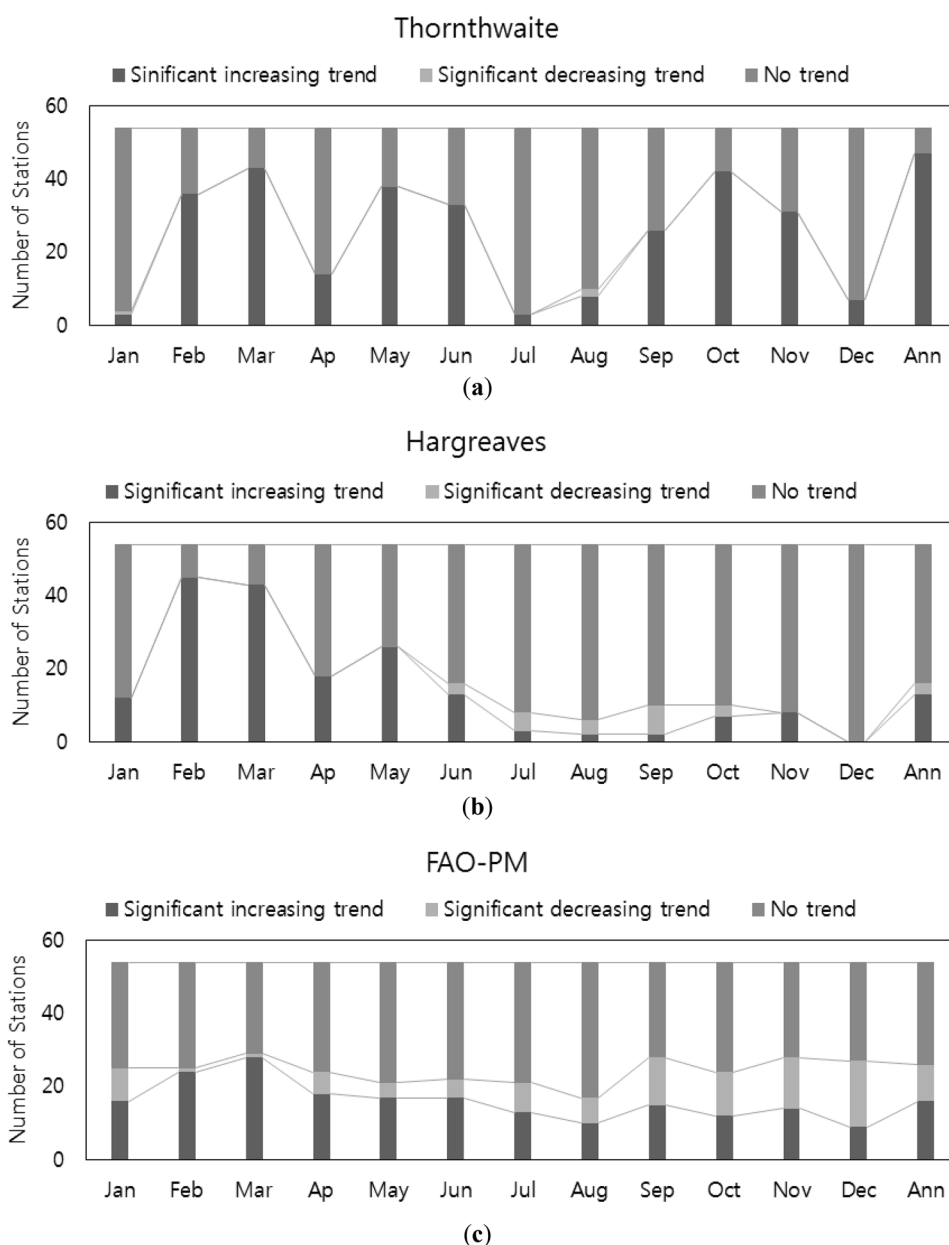 Thornthwaite
Sinificant increasing trend Significant decreasing trend No trend
60
40
20
0
Number of Stations
Jan Feb Mar Ap May Jun Jul Aug Sep Oct Nov Dec Ann
(a)
Hargreaves
Significant increasing trend Significant decreasing trend No trend
60
40
20
0
Number of Stations
Jan Feb Mar Ap May Jun Jul Aug Sep Oct Nov Dec Ann
(b)
FAO-PM
Significant increasing trend Significant decreasing trend No trend
60
40
20
0
Number of Stations
Jan Feb Mar Ap May Jun Jul Aug Sep Oct Nov Dec Ann
(c)